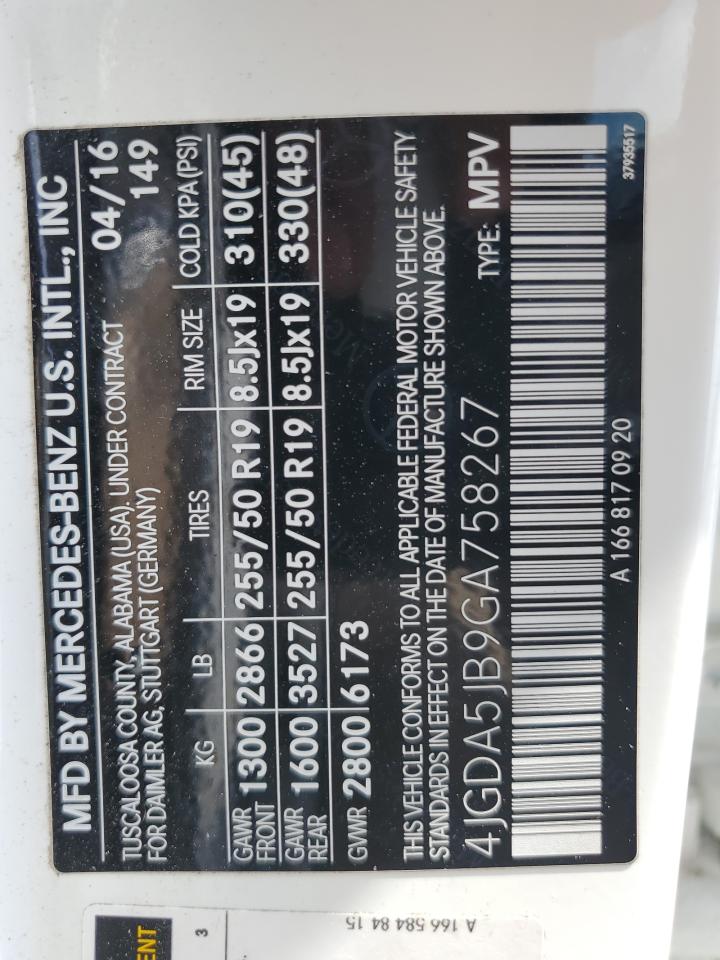 MFD BY MERCEDES-BENZ U.S. INTL., INC
TUSCALOOSA COUNTY, ALABAMA (USA). UNDER CONTRACT 04/16
FOR DAIMLER AG, STUTTGART (GERMANY) 149
KG LB TIRES RIM SIZE COLD KPA (PSI)
GAWR FRONT 1300 2866 255/50 R19 8.5Jx19 310(45)
GAWR REAR 1600 3527 255/50 R19 8.5Jx19 330(48)
GVWR 2800 6173
THIS VEHICLE CONFORMS TO ALL APPLICABLE FEDERAL MOTOR VEHICLE SAFETY
STANDARDS IN EFFECT ON THE DATE OF MANUFACTURE SHOWN ABOVE.
4JGDA5JB9GA758267 TYPE: MPV
A 166 817 09 20 37935517
A 166 584 84 15
3